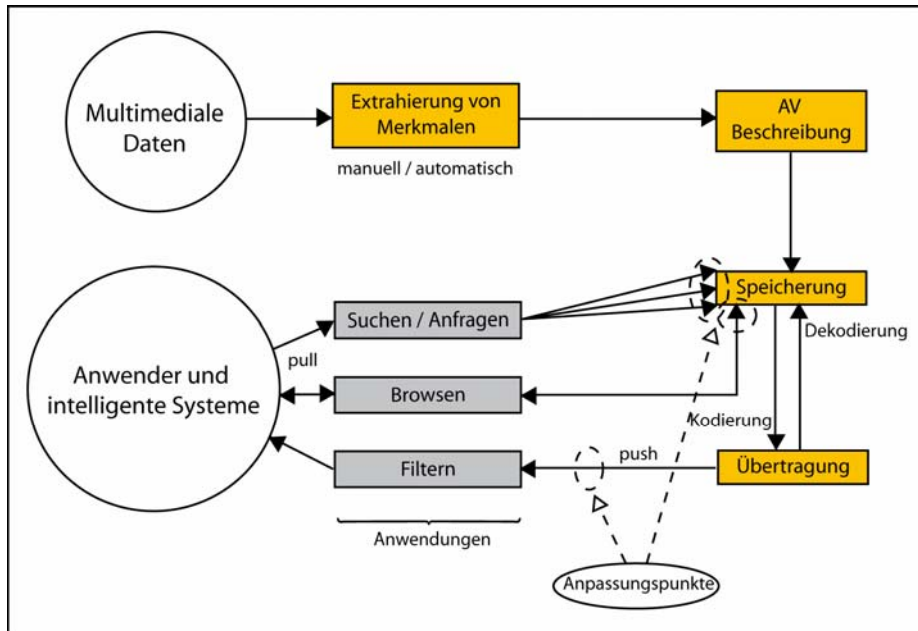 Multimediale
Daten
Extrahierung von
Merkmalen
manuell / automatisch
AV
Beschreibung
Speicherung
Suchen / Anfragen
Dekodierung
pull
Anwender und
intelligente Systeme
Browsen
Kodierung
Filtern
push
Übertragung
Anwendungen
Anpassungspunkte